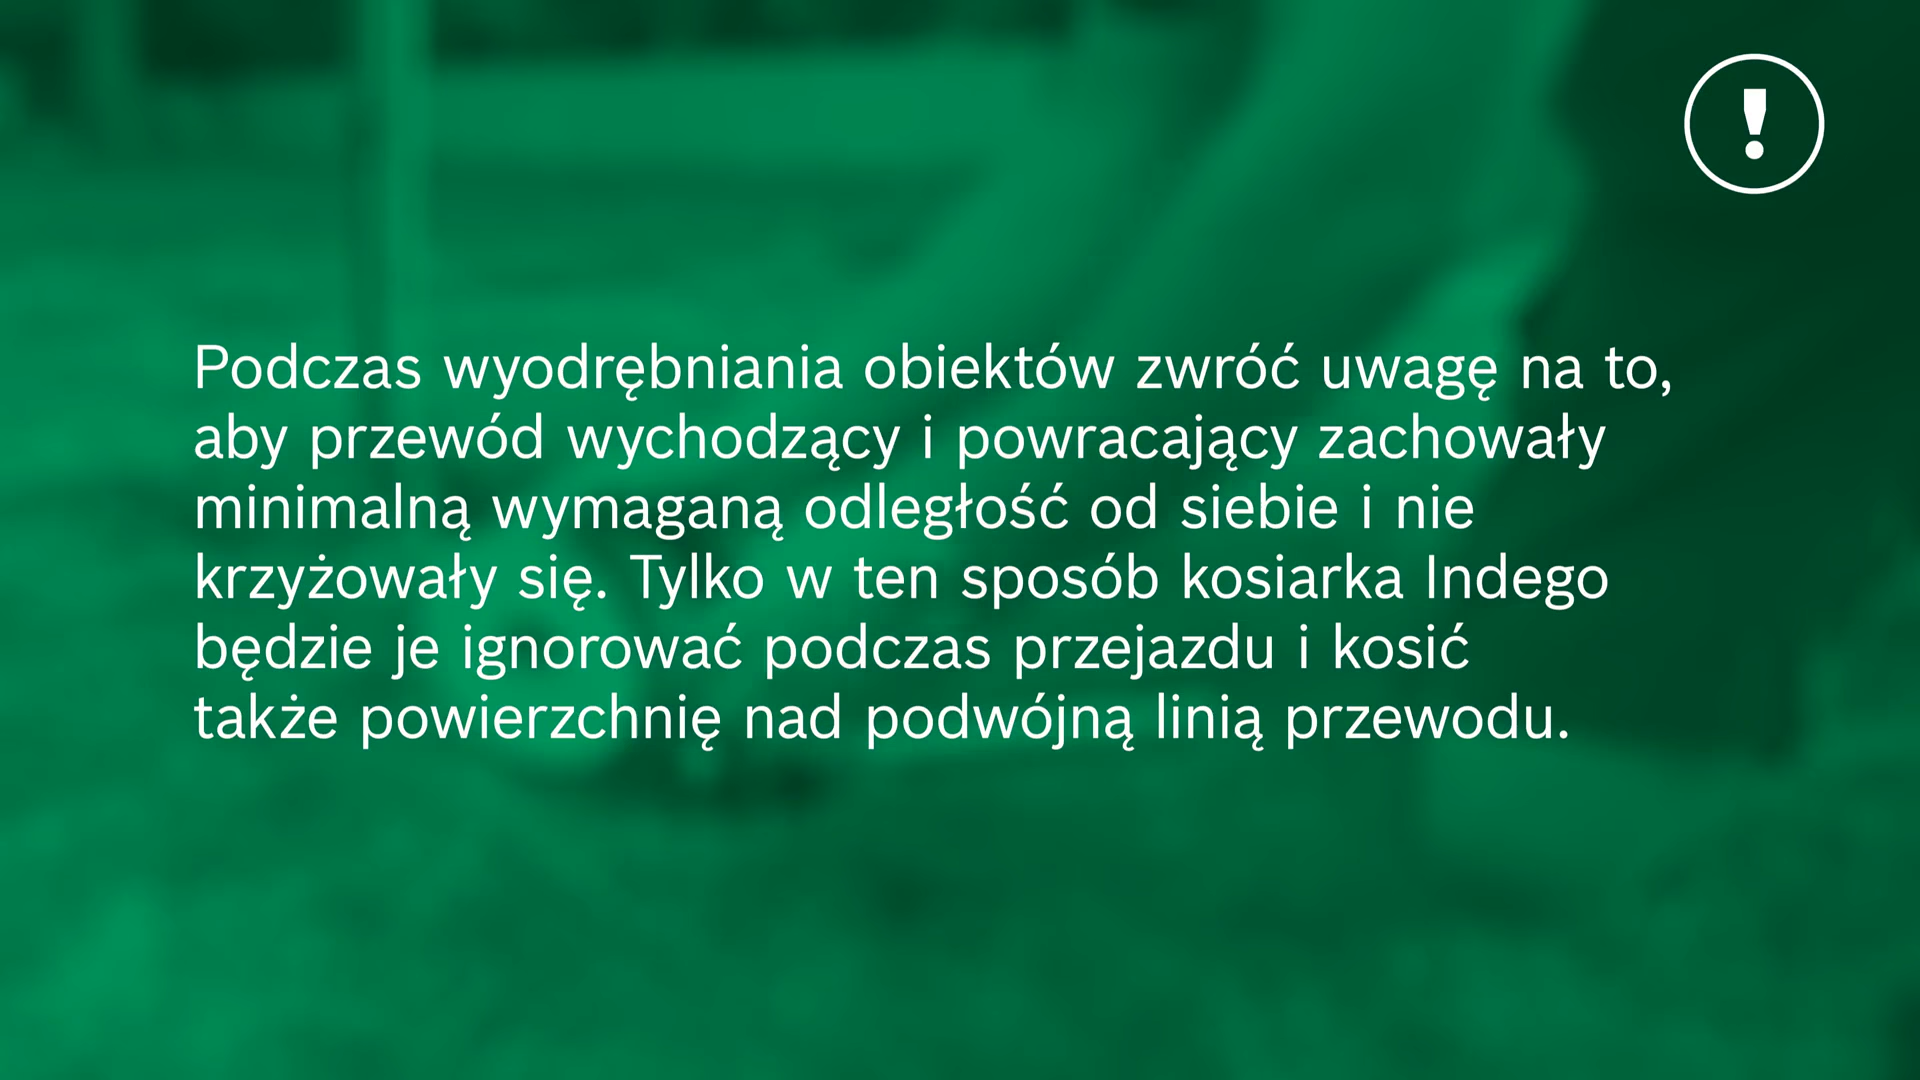 Podczas wyodrębniania obiektów zwróć uwagę na to,
aby przewód wychodzący i powracający zachowały
minimalną wymaganą odległość od siebie i nie
krzyżowały się. Tylko w ten sposób kosiarka Indego
będzie je ignorować podczas przejazdu i kosić
także powierzchnię nad podwójną linią przewodu.